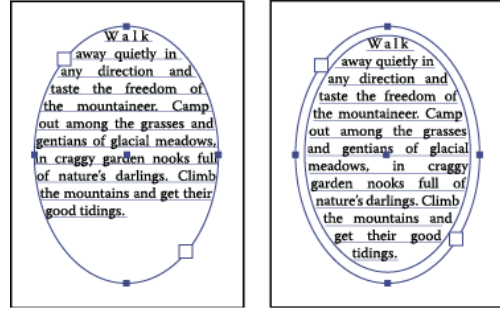 Walk
away quietly in
any direction and
taste the freedom of
the mountaineer. Camp
out among the grasses and
gentians of glacial meadows,
in craggy garden nooks full
of nature's darlings. Climb
the mountains and get their
good tidings.
Walk
away quietly in
any direction and
taste the freedom of
the mountaineer. Camp
out among the grasses
and gentians of glacial
meadows, in craggy
garden nooks full of
nature's darlings. Climb
the mountains and
get their good
tidings.